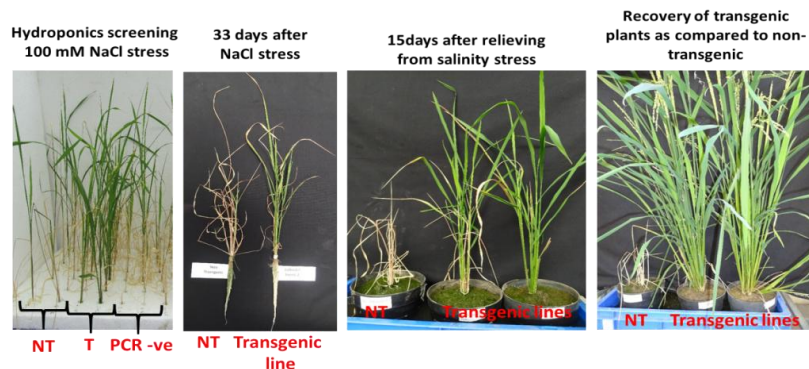 Hydroponics screening
100 mM NaCl stress
33 days after
NaCl stress
15days after relieving
from salinity stress
Recovery of transgenic
plants as compared to non-
transgenic
NT T PCR -ve
NT Transgenic
line
NT Transgenic lines
NT Transgenic lines